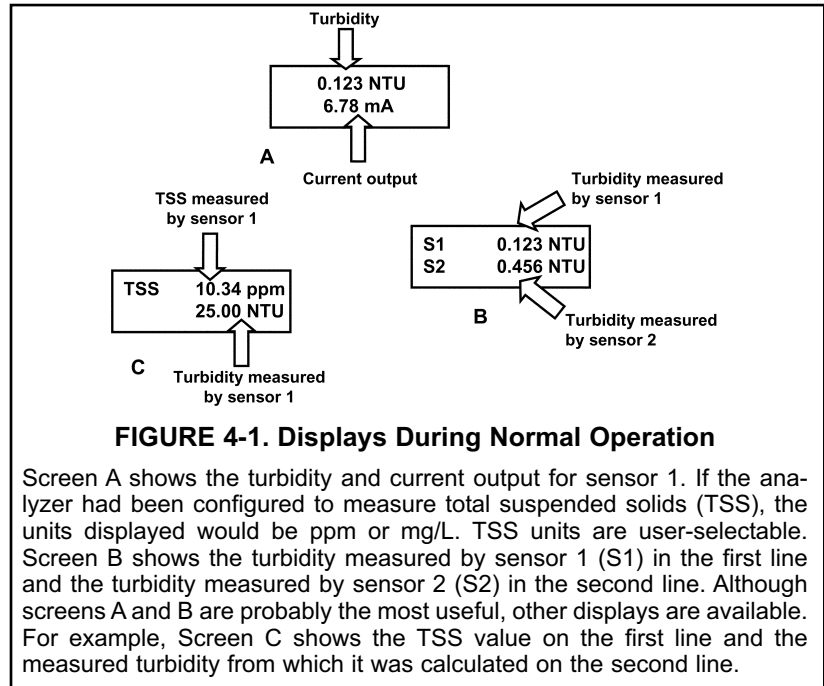 Turbidity
0.123 NTU
6.78 mA
A
Current output
TSS measured
by sensor 1
TSS 10.34 ppm
25.00 NTU
C
Turbidity measured
by sensor 1
Turbidity measured
by sensor 1
S1 0.123 NTU
S2 0.456 NTU
B
Turbidity measured
by sensor 2
FIGURE 4-1. Displays During Normal Operation
Screen A shows the turbidity and current output for sensor 1. If the ana-
lyzer had been configured to measure total suspended solids (TSS), the
units displayed would be ppm or mg/L. TSS units are user-selectable.
Screen B shows the turbidity measured by sensor 1 (S1) in the first line
and the turbidity measured by sensor 2 (S2) in the second line. Although
screens A and B are probably the most useful, other displays are available.
For example, Screen C shows the TSS value on the first line and the
measured turbidity from which it was calculated on the second line.